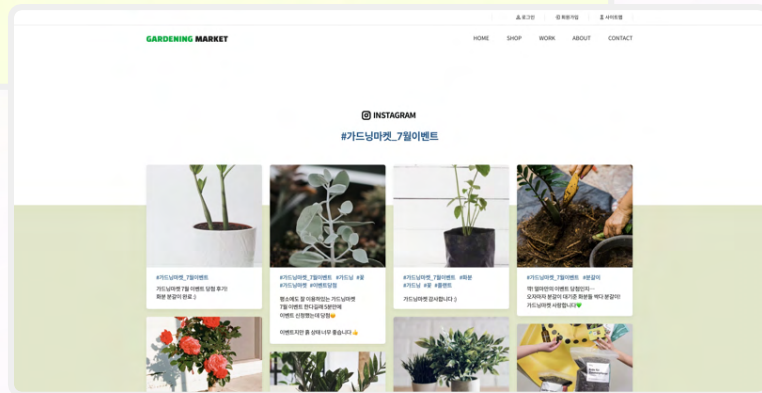 로그인 회원가입 사이트맵
GARDENING MARKET
HOME SHOP WORK ABOUT CONTACT
INSTAGRAM
#가드닝마켓_7월이벤트
#가드닝마켓_7월이벤트
가드닝마켓 7월 이벤트 당첨 후기!
화분 분갈이 완료 :)
#가드닝마켓_7월이벤트 #가드닝 #꽃
#가드닝마켓 #이벤트당첨
평소에도 잘 이용하고있는 가드닝마켓
7월 이벤트 한다길래 5분만에
이벤트 신청했는데 당첨😊
이벤트지만 품 상태 너무 좋습니다👍
#가드닝마켓_7월이벤트 #화분
#가드닝 #꽃 #플랜트
가드닝마켓 감사합니다 :)
#가드닝마켓_7월이벤트 #분갈이
악! 얼마만의 이벤트 당첨인지…
오자마자 분갈이 대기중 화분들 싹다 분갈이!
가드닝마켓 사랑합니다💚